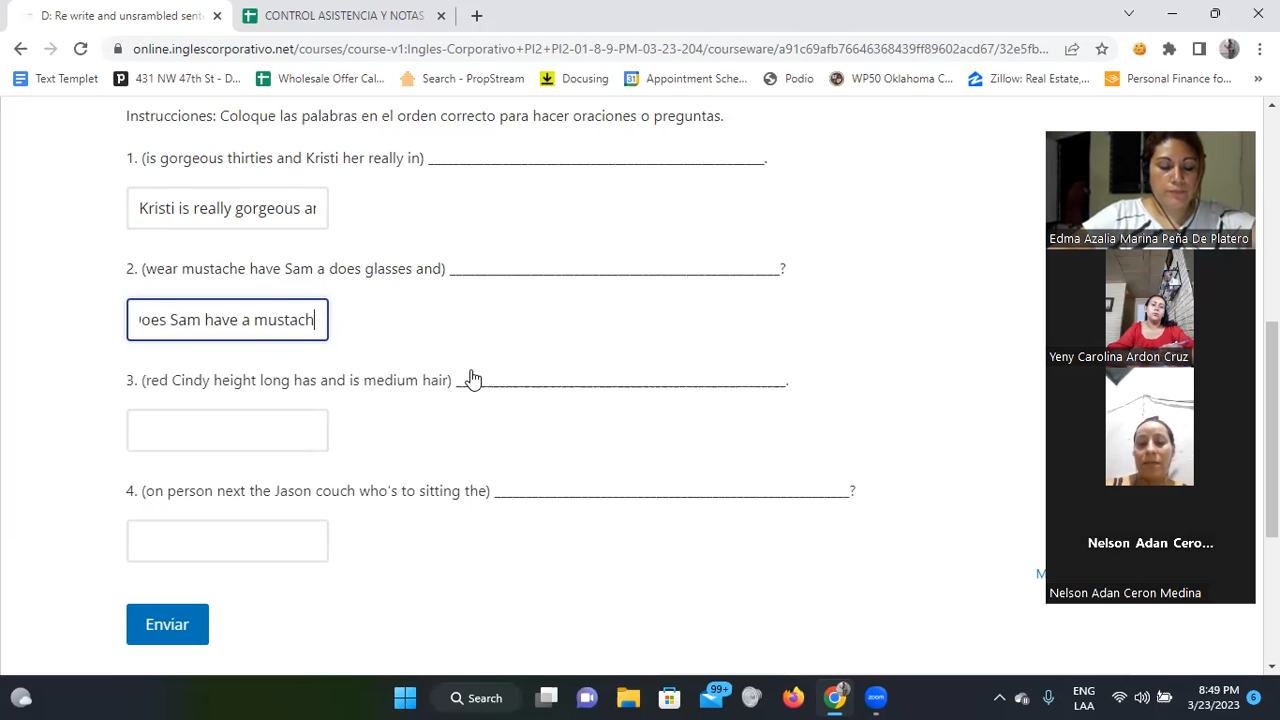 D: Re write and unsrambled sent
CONTROL ASISTENCIA Y NOTAS
online.inglescorporativo.net/courses/course-v1:Ingles-Corporativo+PI2+PI2-01-8-9-PM-03-23-204/courseware/a91c69afb76646368439ff89602acd67/32e5fb...
Text Templet
431 NW 47th St - D...
Wholesale Offer Cal...
Search - PropStream
Docusing
Appointment Sche...
Podio
WP50 Oklahoma C...
Zillow: Real Estate,...
Personal Finance fo...
»
Instrucciones: Coloque las palabras en el orden correcto para hacer oraciones o preguntas.
1. (is gorgeous thirties and Kristi her really in) ________________________________________.
Kristi is really gorgeous ar
2. (wear mustache have Sam a does glasses and) ________________________________________?
oes Sam have a mustach
3. (red Cindy height long has and is medium hair) ________________________________________.
4. (on person next the Jason couch who's to sitting the) ___________________________________________?
Enviar
Edma Azalia Marina Peña De Platero
Yeny Carolina Ardon Cruz
Nelson Adan Cero...
M
Nelson Adan Ceron Medina
Search
99+
zoom
ENG
LAA
8:49 PM
3/23/2023
6